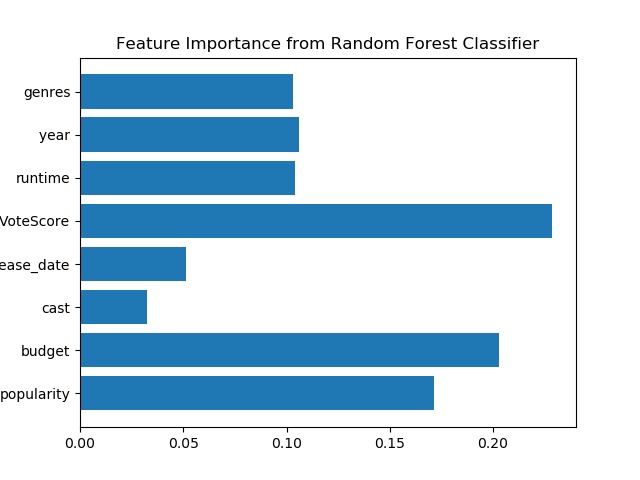 Feature Importance from Random Forest Classifier
genres
year
runtime
VoteScore
ease_date
cast
budget
popularity
0.00 0.05 0.10 0.15 0.20